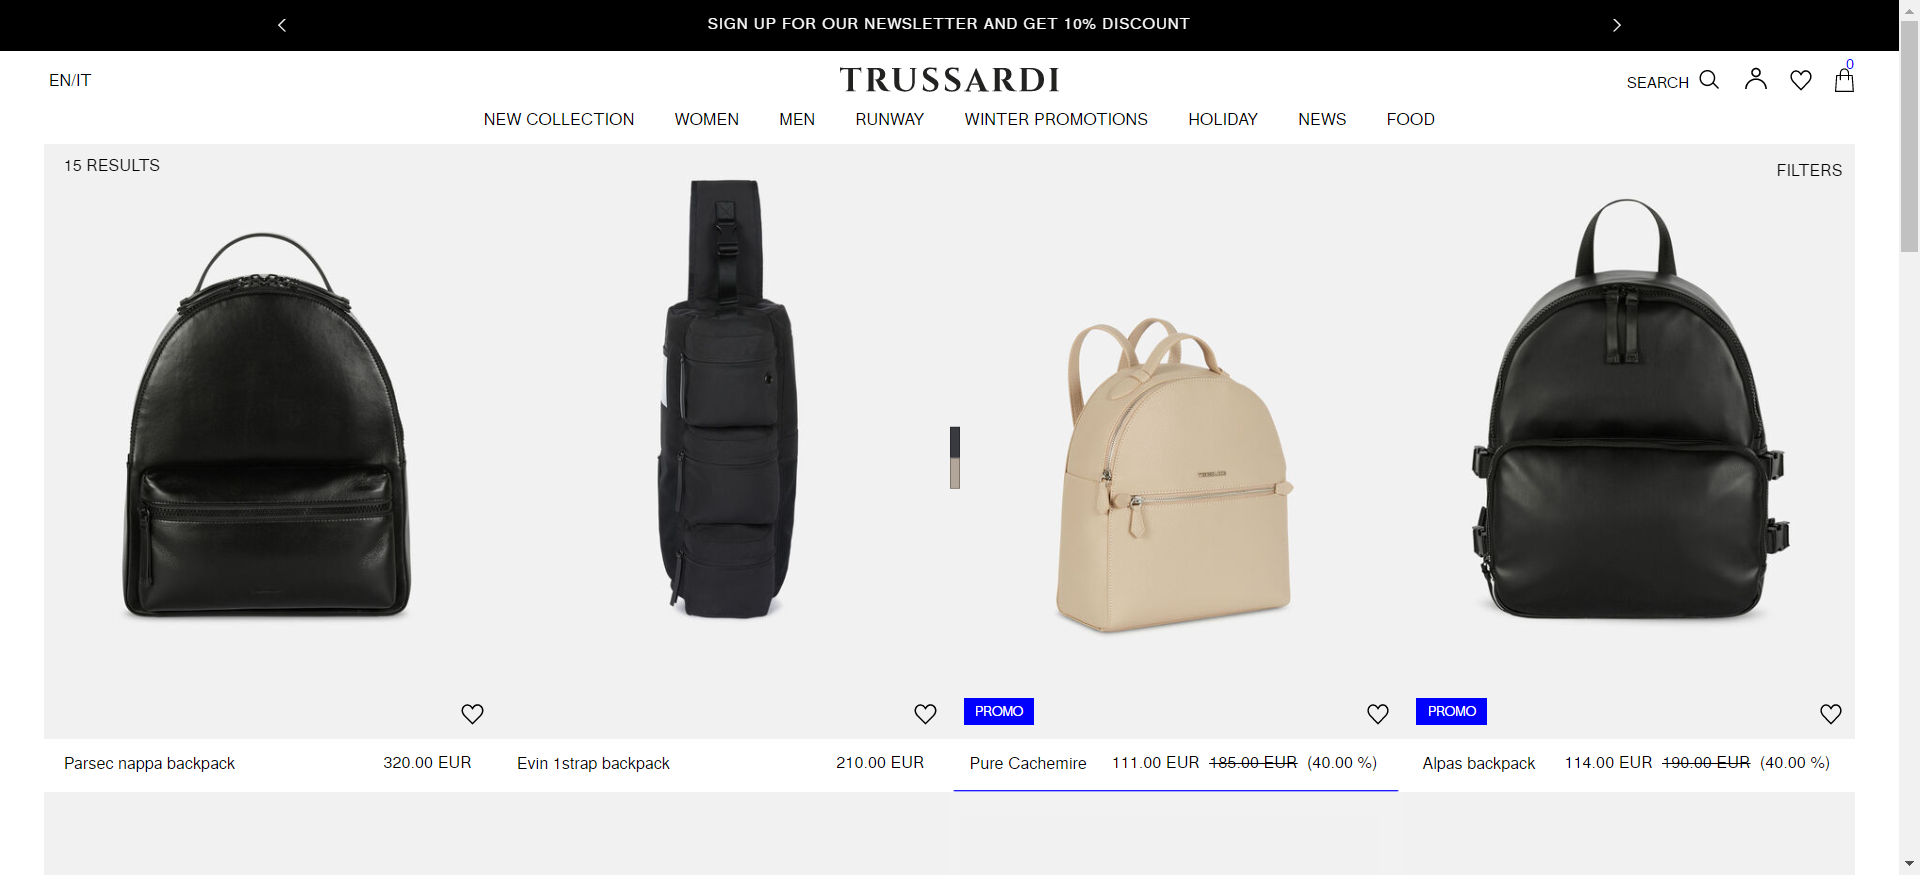 SIGN UP FOR OUR NEWSLETTER AND GET 10% DISCOUNT
EN/IT
TRUSSARDI
SEARCH
0
NEW COLLECTION WOMEN MEN RUNWAY WINTER PROMOTIONS HOLIDAY NEWS FOOD
15 RESULTS
FILTERS
PROMO
PROMO
Parsec nappa backpack 320.00 EUR
Evin 1strap backpack 210.00 EUR
Pure Cachemire 111.00 EUR 185.00 EUR (40.00 %)
Alpas backpack 114.00 EUR 190.00 EUR (40.00 %)